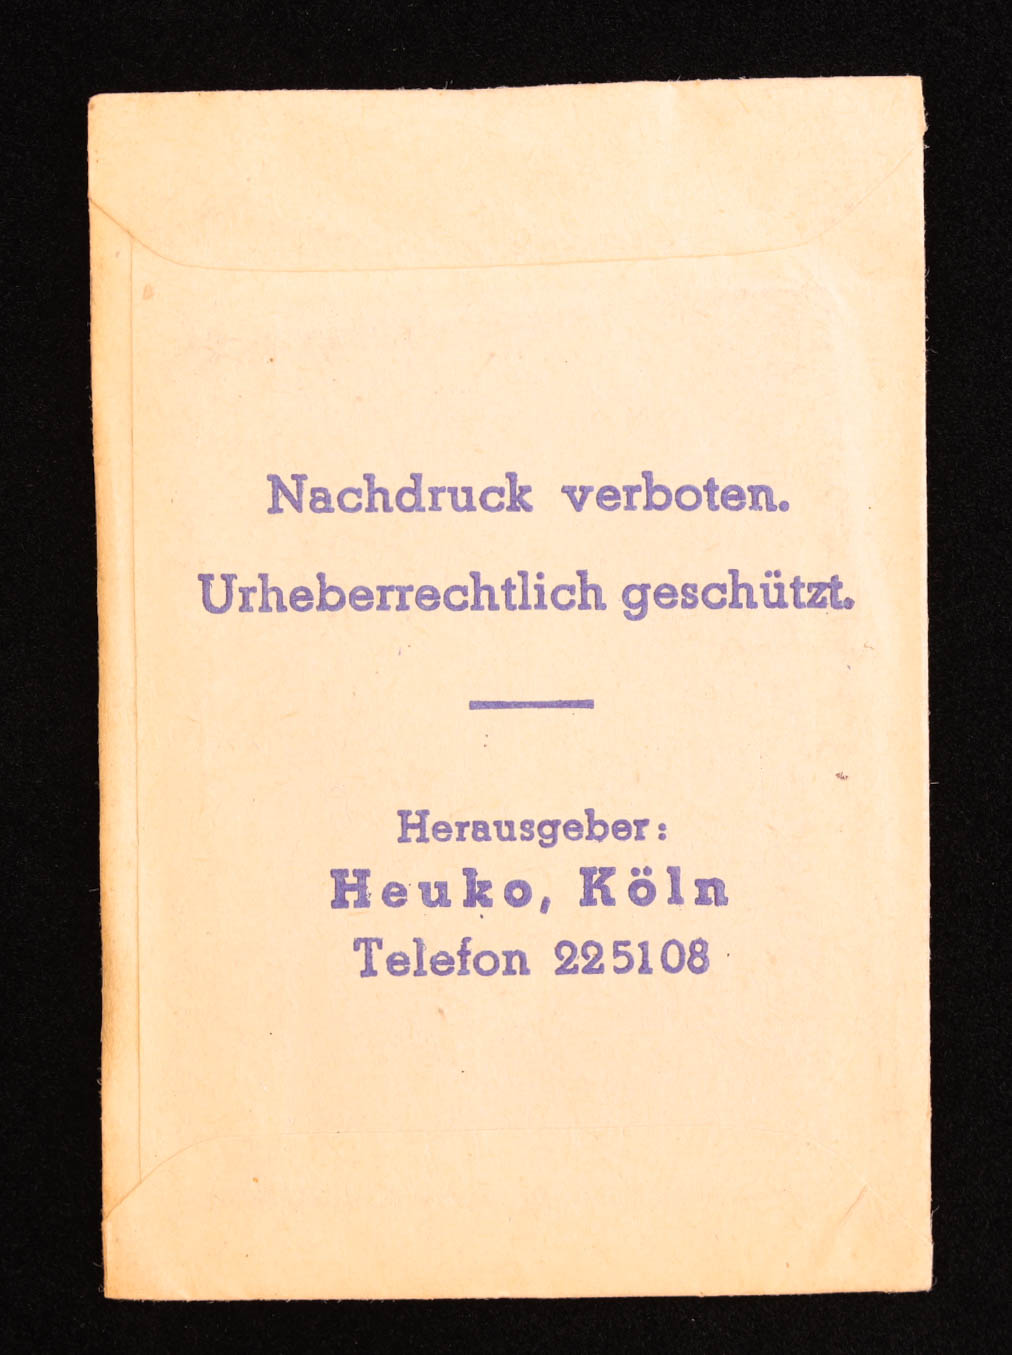 Nachdruck verboten.
Urheberrechtlich geschützt.
Herausgeber:
Heuko, Köln
Telefon 225108